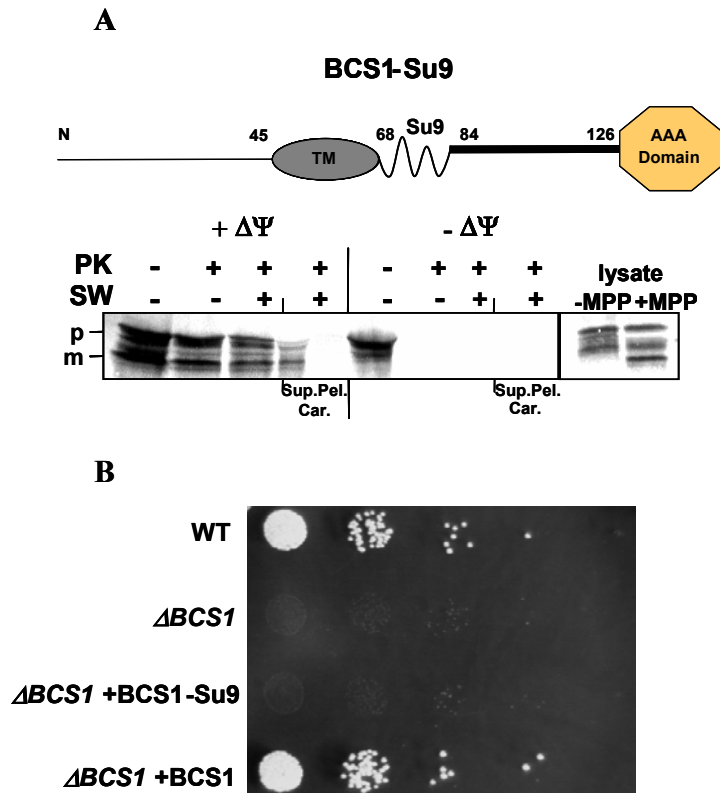 A
BCS1-Su9
N 45 TM 68 Su9 84 126 AAA Domain
+ ΔΨ - ΔΨ
PK - + + + - + + + lysate
SW - - + + - - + + -MPP +MPP
p
m
Sup.Pel. Sup.Pel.
Car. Car.
B
WT
ΔBCS1
ΔBCS1 +BCS1-Su9
ΔBCS1 +BCS1